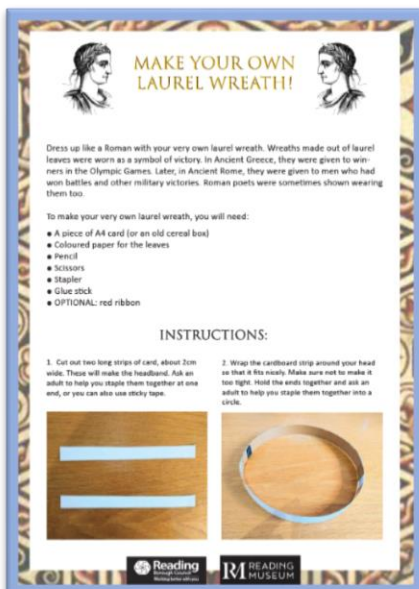 MAKE YOUR OWN
LAUREL WREATH!
Dress up like a Roman with your very own laurel wreath. Wreaths made out of laurel
leaves were worn as a symbol of victory. In Ancient Greece, they were given to win-
ners in the Olympic Games. Later, in Ancient Rome, they were given to men who had
won battles and other military victories. Roman poets were sometimes shown wearing
them too.
To make your very own laurel wreath, you will need:
● A piece of A4 card (or an old cereal box)
● Coloured paper for the leaves
● Pencil
● Scissors
● Stapler
● Glue stick
● OPTIONAL: red ribbon
INSTRUCTIONS:
1. Cut out two long strips of card, about 2cm
wide. These will make the headband. Ask an
adult to help you staple them together at one
end, or you can also use sticky tape.
2. Wrap the cardboard strip around your head
so that it fits nicely. Make sure not to make it
too tight. Hold the ends together and ask an
adult to help you staple them together into a
circle.
Reading
Borough Council
Working better with you
RM READING
MUSEUM